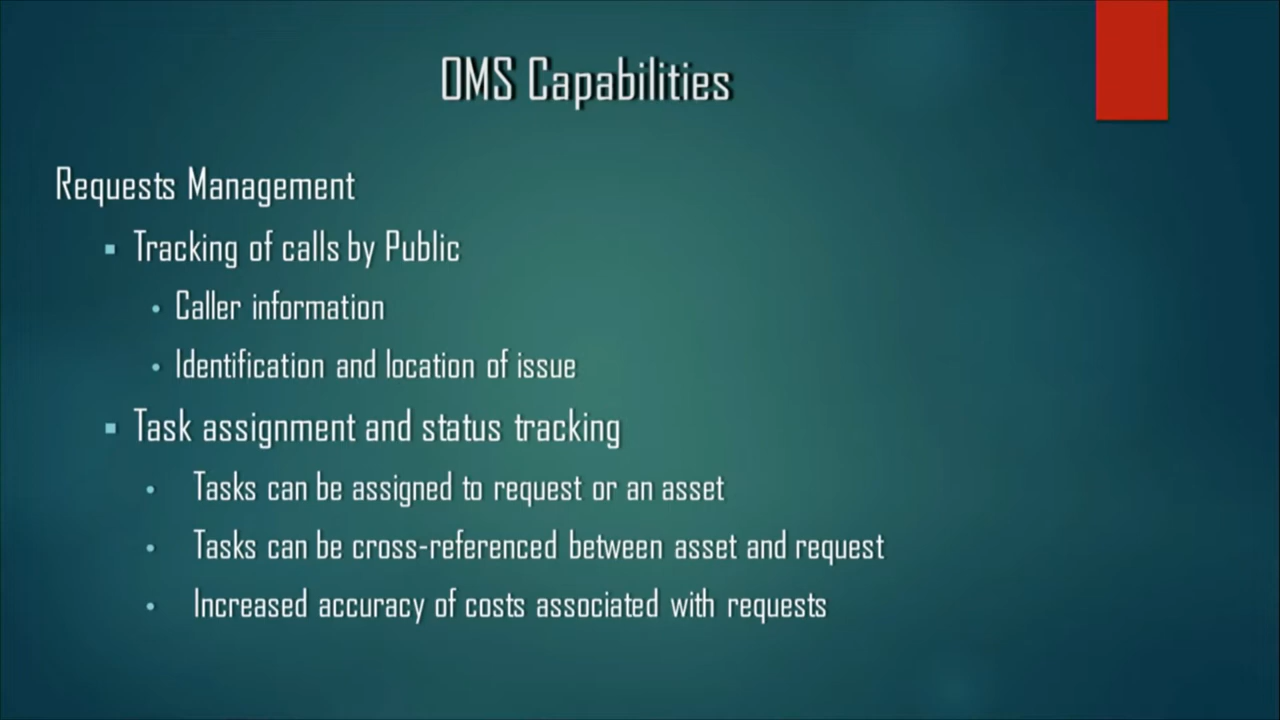 OMS Capabilities
Requests Management
Tracking of calls by Public
Caller information
Identification and location of issue
Task assignment and status tracking
Tasks can be assigned to request or an asset
Tasks can be cross-referenced between asset and request
Increased accuracy of costs associated with requests